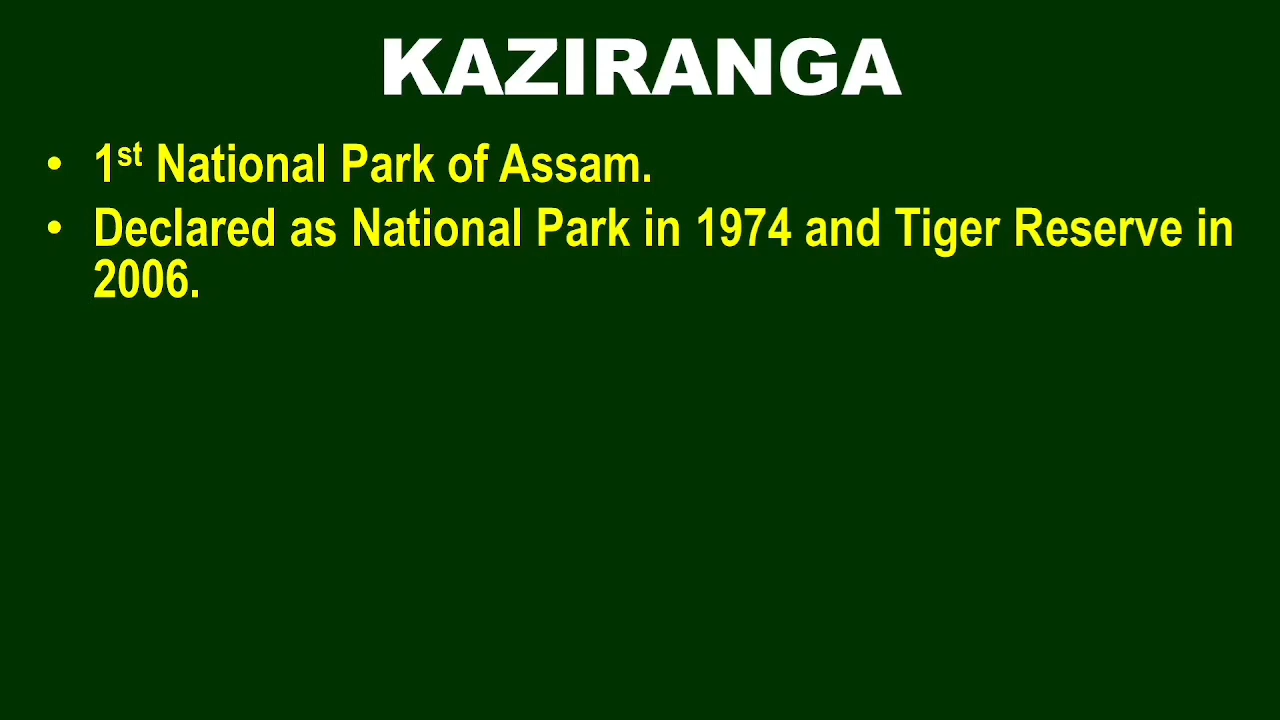 KAZIRANGA
• 1st National Park of Assam.
• Declared as National Park in 1974 and Tiger Reserve in
2006.